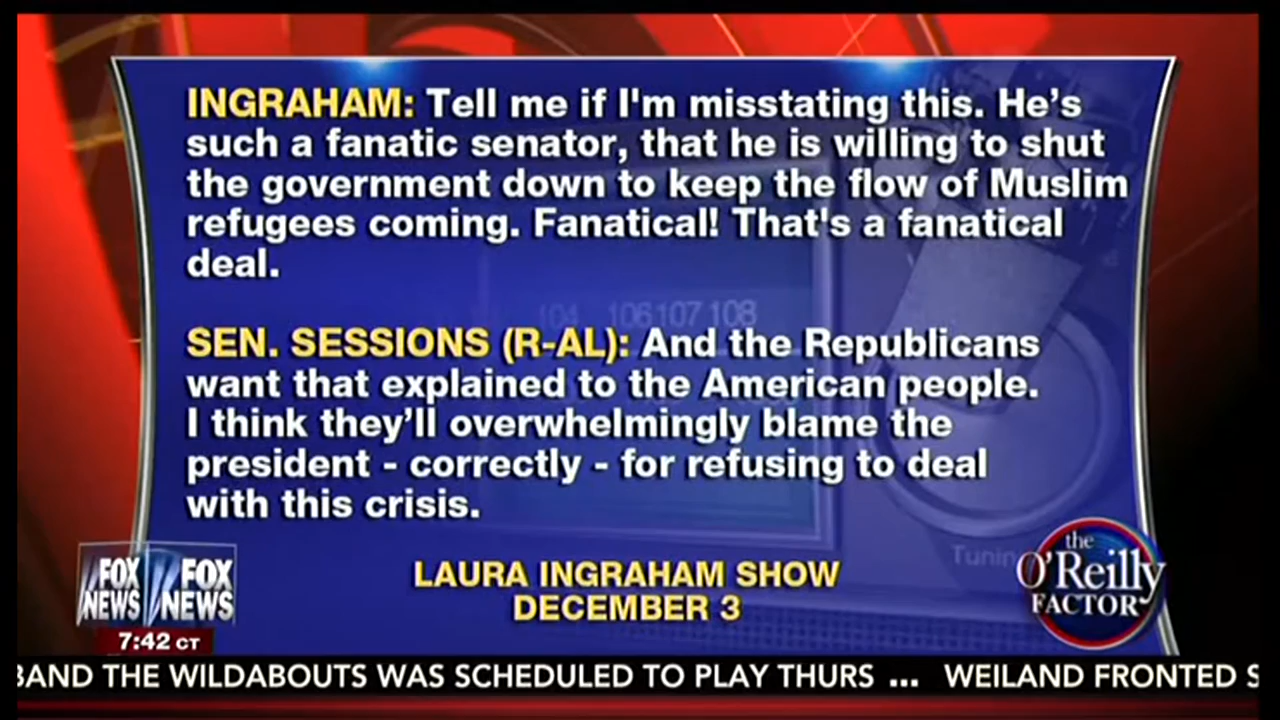 INGRAHAM: Tell me if I'm misstating this. He's
such a fanatic senator, that he is willing to shut
the government down to keep the flow of Muslim
refugees coming. Fanatical! That's a fanatical
deal.
104 106 107 108
SEN. SESSIONS (R-AL): And the Republicans
want that explained to the American people.
I think they'll overwhelmingly blame the
president - correctly - for refusing to deal
with this crisis.
LAURA INGRAHAM SHOW
DECEMBER 3
FOX NEWS FOX NEWS
7:42 CT
the
O'Reilly
FACTOR
BAND THE WILDABOUTS WAS SCHEDULED TO PLAY THURS ... WEILAND FRONTED S